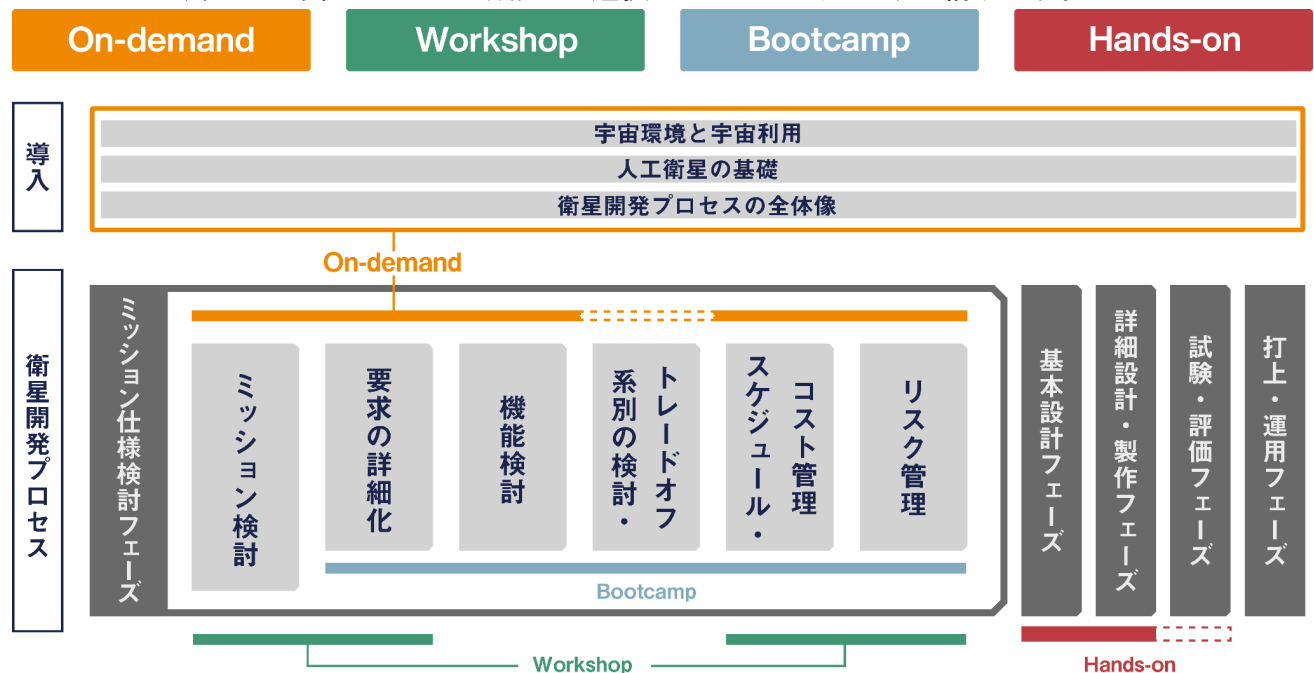 On-demand
Workshop
Bootcamp
Hands-on
導入
宇宙環境と宇宙利用
人工衛星の基礎
衛星開発プロセスの全体像
On-demand
衛星開発プロセス
ミッション仕様検討フェーズ
ミッション検討
要求の詳細化
機能検討
系別の検討・
トレードオフ
スケジュール・
コスト管理
リスク管理
Bootcamp
基本設計フェーズ
詳細設計・製作フェーズ
試験・評価フェーズ
打上・運用フェーズ
Workshop
Hands-on